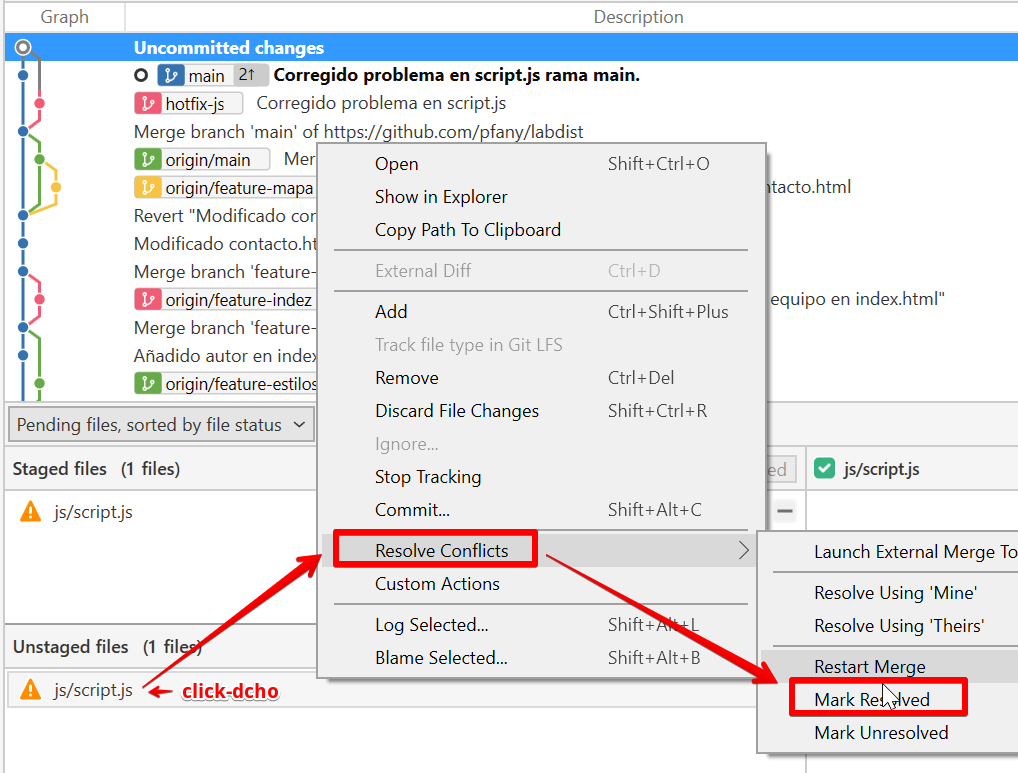 Graph Description
Uncommitted changes
main 2↑ Corregido problema en script.js rama main.
hotfix-js Corregido problema en script.js
Merge branch 'main' of https://github.com/pfany/labdist
origin/main Mer
origin/feature-mapa tacto.html
Revert "Modificado cor
Modificado contacto.ht
Merge branch 'feature-
origin/feature-indez equipo en index.html"
Merge branch 'feature-
Añadido autor en index
origin/feature-estilos
Open Shift+Ctrl+O
Show in Explorer
Copy Path To Clipboard
External Diff Ctrl+D
Add Ctrl+Shift+Plus
Track file type in Git LFS
Remove Ctrl+Del
Discard File Changes Shift+Ctrl+R
Ignore...
Stop Tracking
Commit... Shift+Alt+C
Resolve Conflicts
Custom Actions
Log Selected... Shift+Alt+L
Blame Selected... Shift+Alt+B
Pending files, sorted by file status
Staged files (1 files) ed js/script.js
js/script.js
Unstaged files (1 files)
js/script.js click-dcho
Launch External Merge To
Resolve Using 'Mine'
Resolve Using 'Theirs'
Restart Merge
Mark Resolved
Mark Unresolved